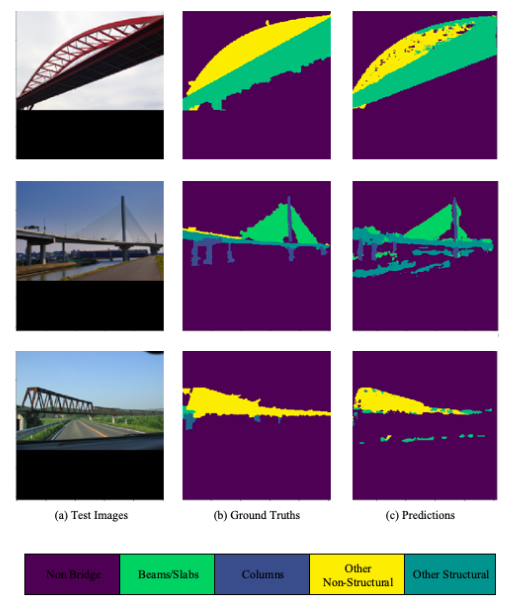 (a) Test Images
(b) Ground Truths
(c) Predictions
Non Bridge
Beams/Slabs
Columns
Other
Non-Structural
Other Structural